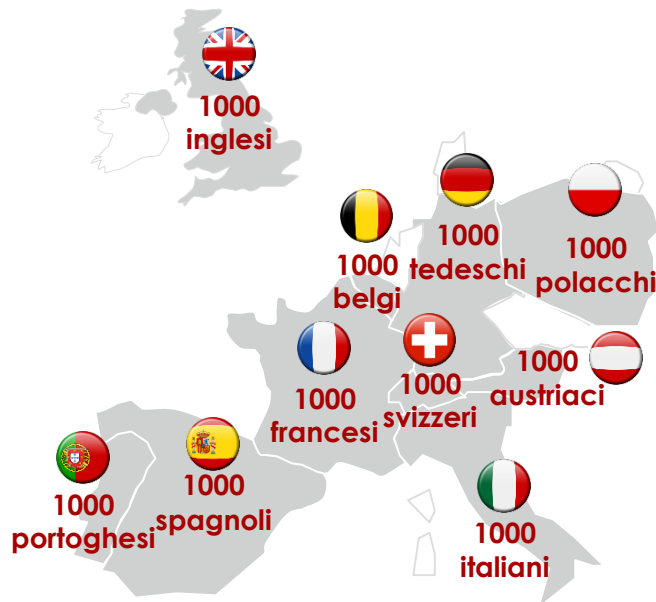 1000
inglesi
1000
belgi
1000
tedeschi
1000
polacchi
1000
francesi
1000
svizzeri
1000
austriaci
1000
portoghesi
1000
spagnoli
1000
italiani